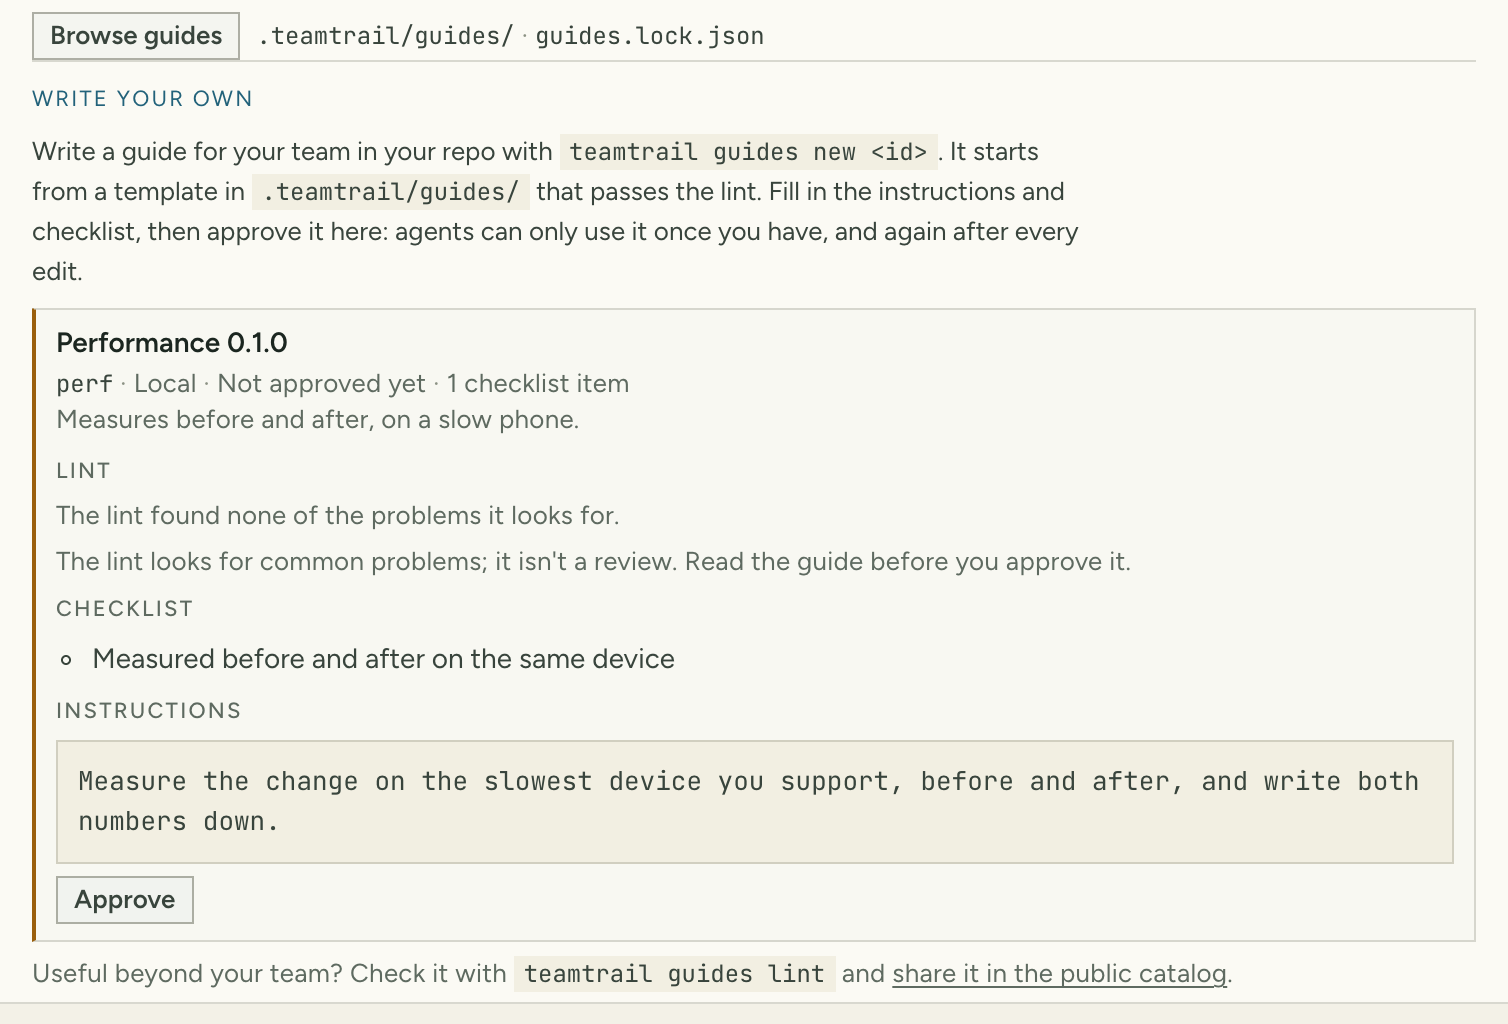 Browse guides .teamtrail/guides/ · guides.lock.json
WRITE YOUR OWN
Write a guide for your team in your repo with teamtrail guides new <id>. It starts
from a template in .teamtrail/guides/ that passes the lint. Fill in the instructions and
checklist, then approve it here: agents can only use it once you have, and again after every
edit.
Performance 0.1.0
perf · Local · Not approved yet · 1 checklist item
Measures before and after, on a slow phone.
LINT
The lint found none of the problems it looks for.
The lint looks for common problems; it isn't a review. Read the guide before you approve it.
CHECKLIST
Measured before and after on the same device
INSTRUCTIONS
Measure the change on the slowest device you support, before and after, and write both
numbers down.
Approve
Useful beyond your team? Check it with teamtrail guides lint and share it in the public catalog.